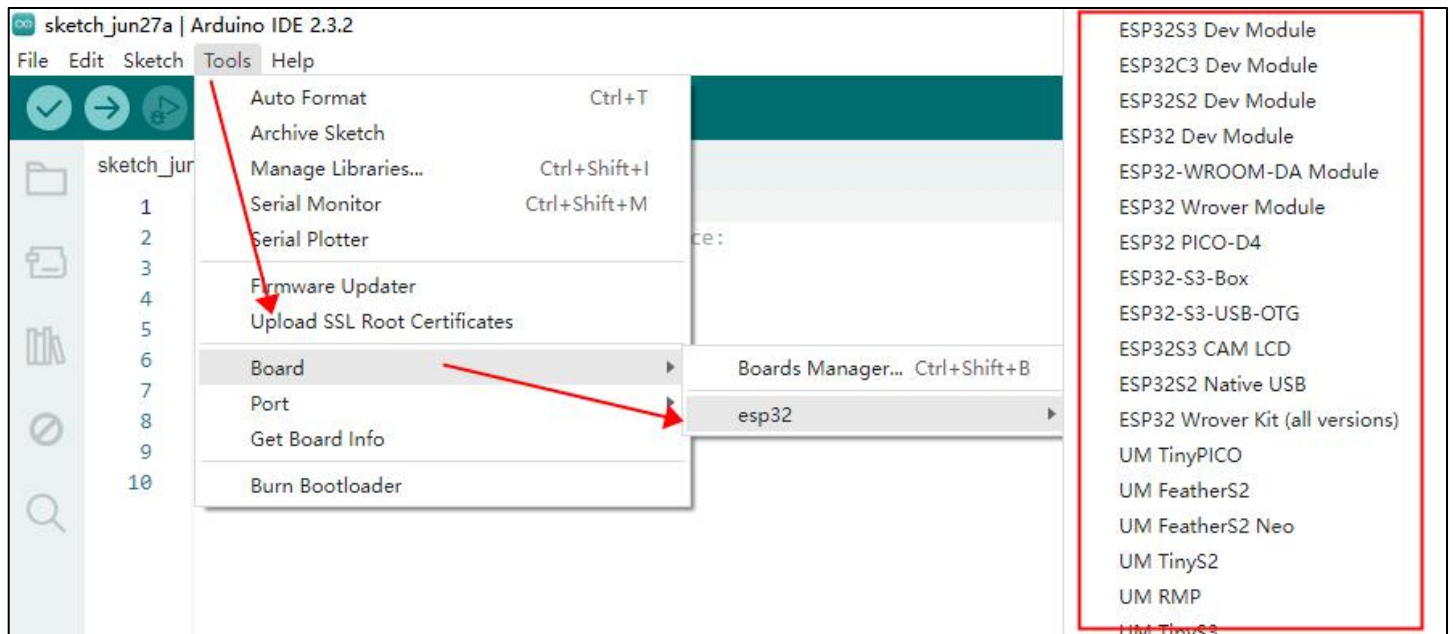 sketch_jun27a | Arduino IDE 2.3.2
File Edit Sketch Tools Help
Auto Format Ctrl+T
Archive Sketch
Manage Libraries... Ctrl+Shift+I
Serial Monitor Ctrl+Shift+M
Serial Plotter
Firmware Updater
Upload SSL Root Certificates
Board
Port
Get Board Info
Burn Bootloader
sketch_jur
1
2
3
4
5
6
7
8
9
10
ce:
Boards Manager... Ctrl+Shift+B
esp32
ESP32S3 Dev Module
ESP32C3 Dev Module
ESP32S2 Dev Module
ESP32 Dev Module
ESP32-WROOM-DA Module
ESP32 Wrover Module
ESP32 PICO-D4
ESP32-S3-Box
ESP32-S3-USB-OTG
ESP32S3 CAM LCD
ESP32S2 Native USB
ESP32 Wrover Kit (all versions)
UM TinyPICO
UM FeatherS2
UM FeatherS2 Neo
UM TinyS2
UM RMP
UM TinyS3